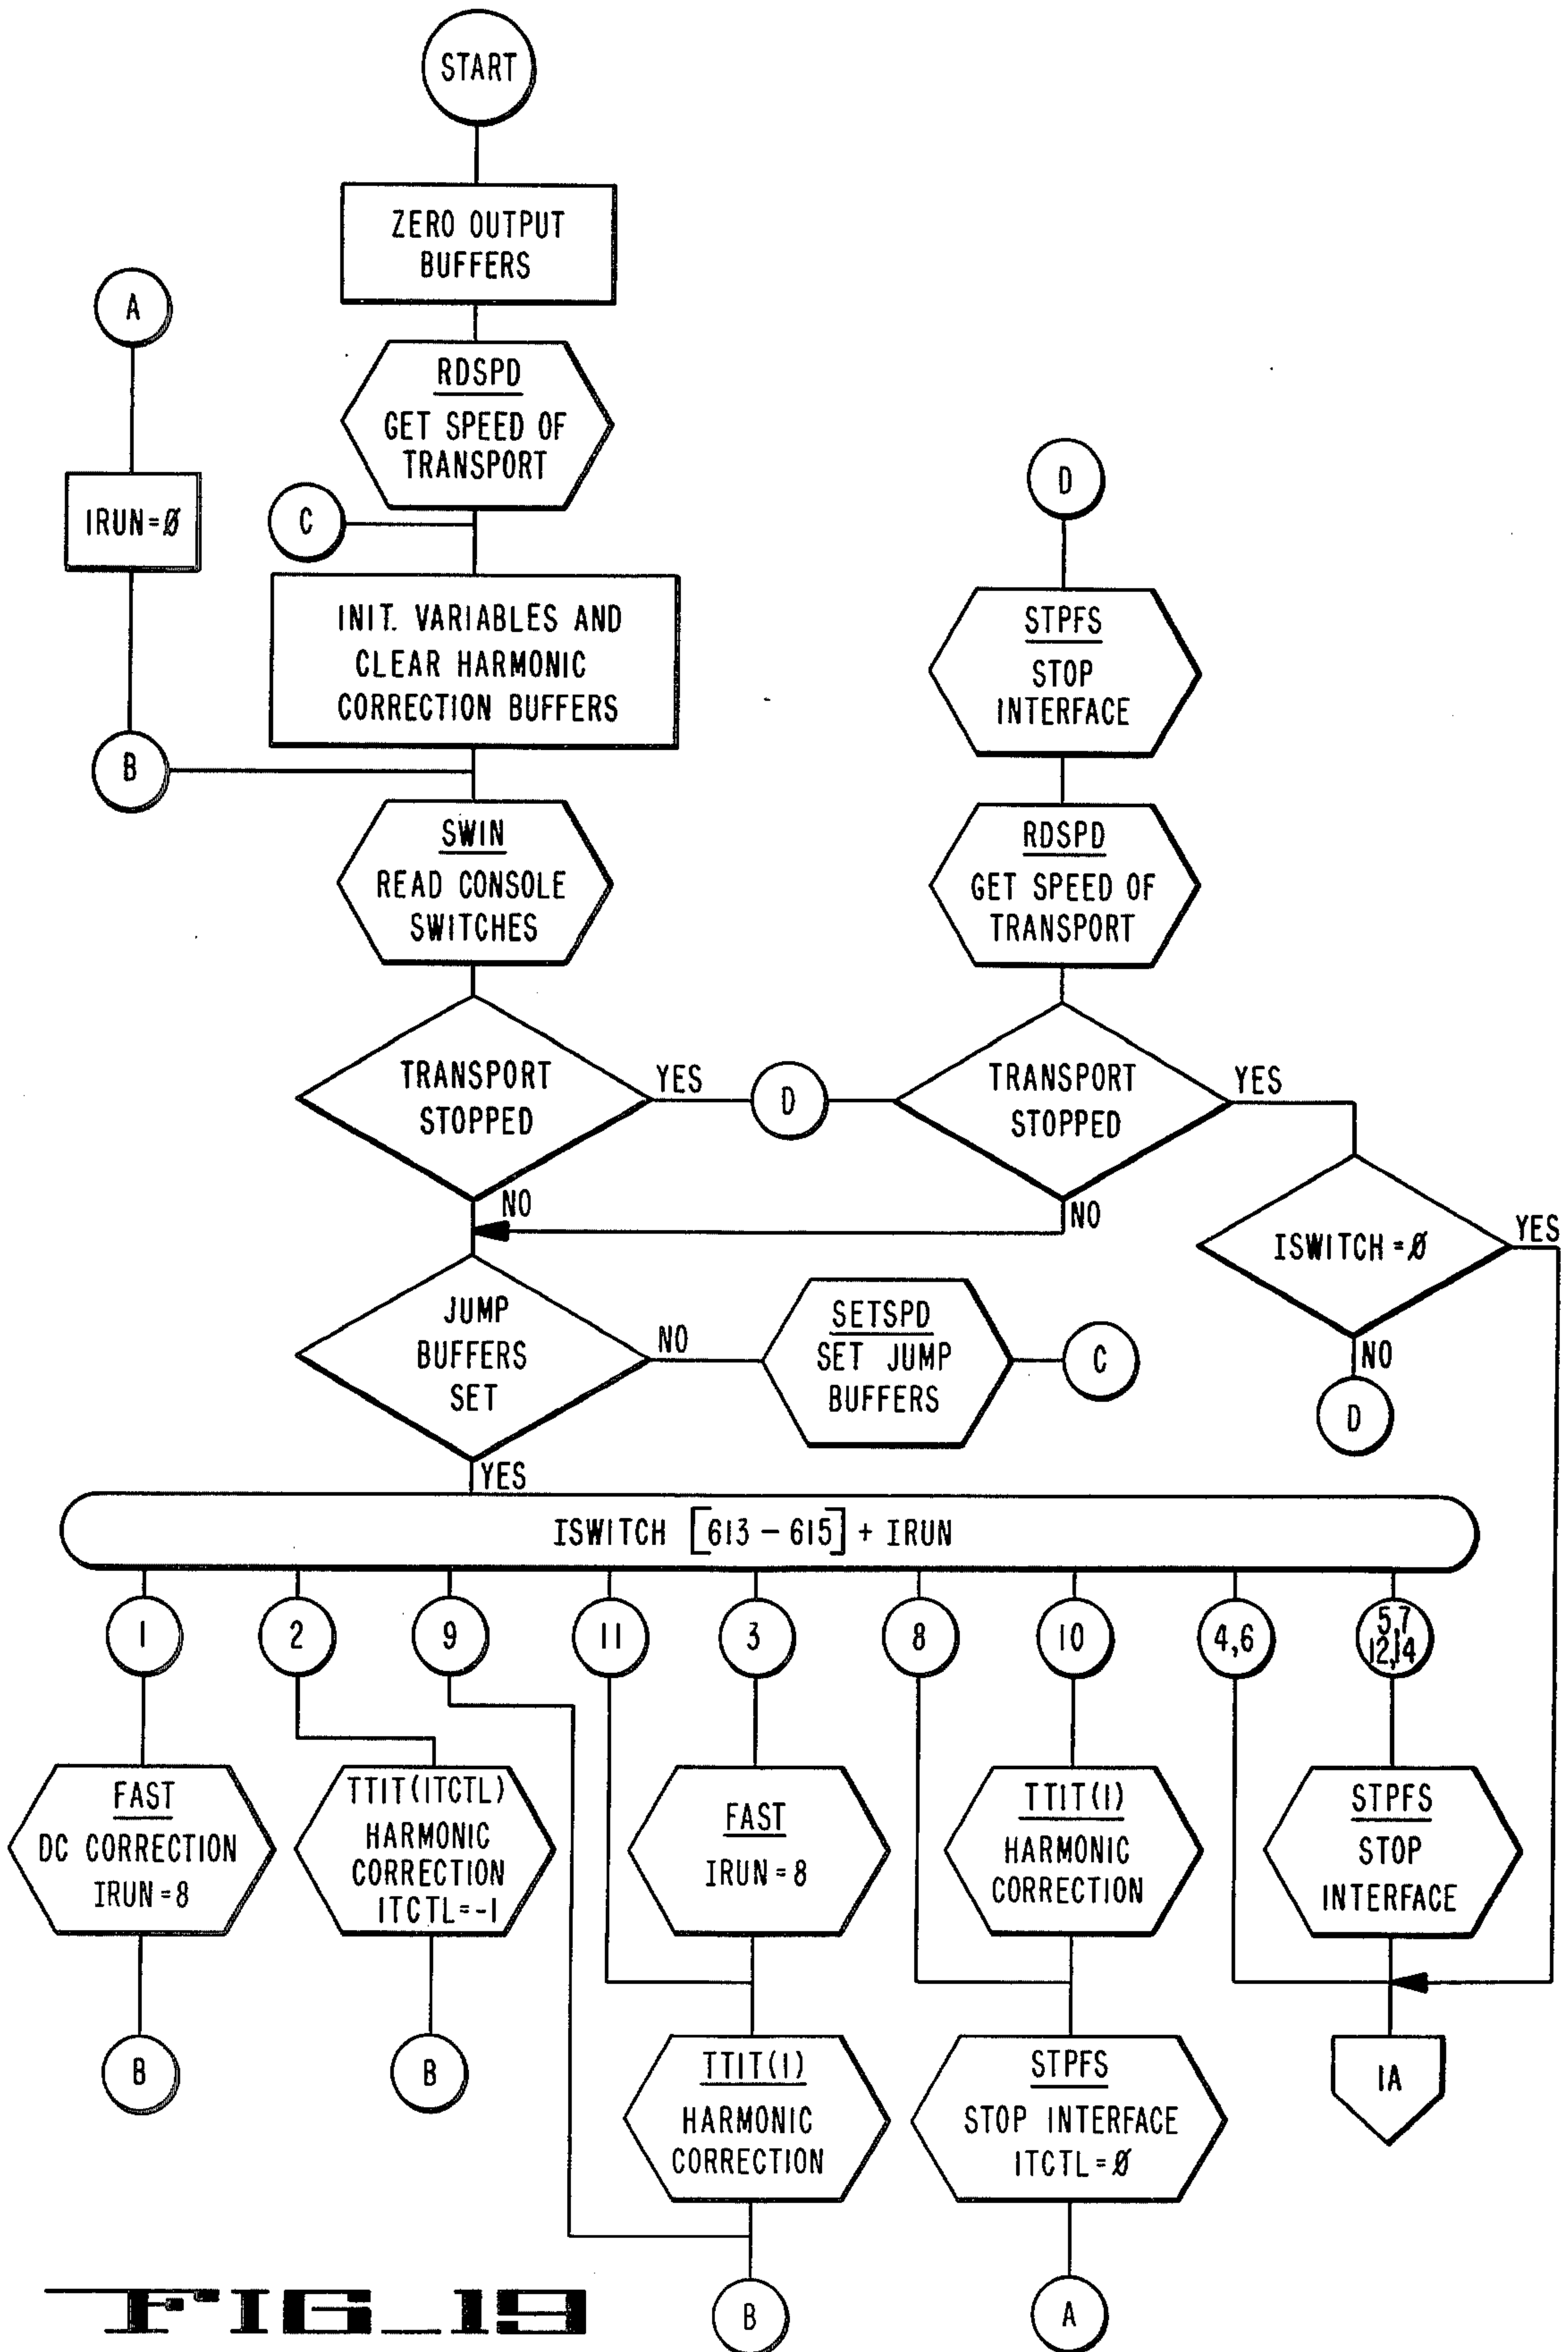 START
ZERO OUTPUT
BUFFERS
A
RDSPD
GET SPEED OF
TRANSPORT
IRUN=Ø
C
D
INIT. VARIABLES AND
CLEAR HARMONIC
CORRECTION BUFFERS
STPFS
STOP
INTERFACE
B
SWIN
READ CONSOLE
SWITCHES
RDSPD
GET SPEED OF
TRANSPORT
TRANSPORT
STOPPED
YES
D
TRANSPORT
STOPPED
YES
NO
NO
ISWITCH=Ø
YES
JUMP
BUFFERS
SET
NO
SETSPD
SET JUMP
BUFFERS
C
NO
D
YES
ISWITCH [613-615] + IRUN
1
2
9
11
3
8
10
4,6
5,7
12,14
FAST
DC CORRECTION
IRUN=8
TTIT(ITCTL)
HARMONIC
CORRECTION
ITCTL=-1
FAST
IRUN=8
TTIT(1)
HARMONIC
CORRECTION
STPFS
STOP
INTERFACE
B
B
TTIT(1)
HARMONIC
CORRECTION
STPFS
STOP INTERFACE
ITCTL=Ø
1A
B
A
FIG_19